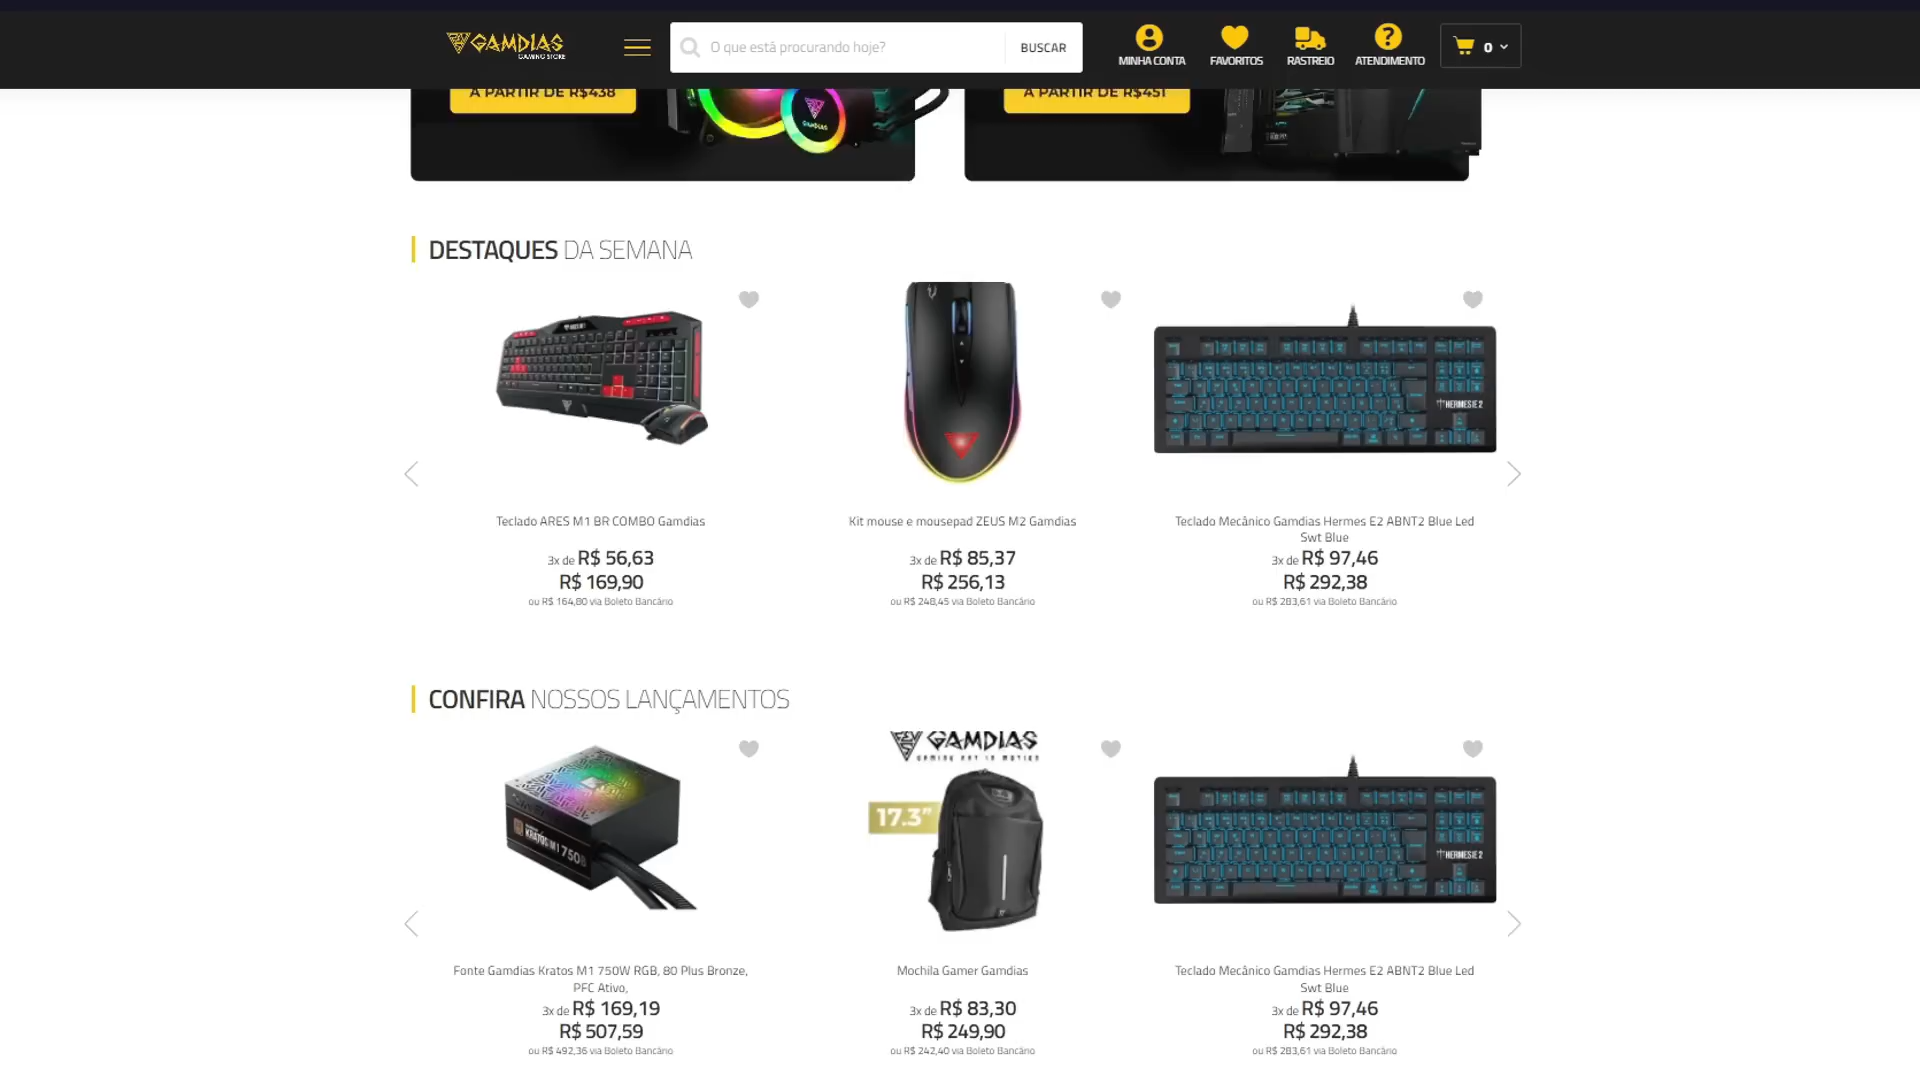 GAMDIAS
GAMING STORE
O que está procurando hoje?
BUSCAR
MINHA CONTA
FAVORITOS
RASTREIO
ATENDIMENTO
0
A PARTIR DE R$438
A PARTIR DE R$451
GAMDIAS
DESTAQUES DA SEMANA
HERMES E2
Teclado ARES M1 BR COMBO Gamdias
3x de R$ 56,63
R$ 169,90
ou R$ 164,80 via Boleto Bancário
Kit mouse e mousepad ZEUS M2 Gamdias
3x de R$ 85,37
R$ 256,13
ou R$ 248,45 via Boleto Bancário
Teclado Mecânico Gamdias Hermes E2 ABNT2 Blue Led
Swt Blue
3x de R$ 97,46
R$ 292,38
ou R$ 283,61 via Boleto Bancário
CONFIRA NOSSOS LANÇAMENTOS
KRATOS M1 750B
GAMDIAS
GAMING ART IN MOTION
17.3”
HERMES E2
Fonte Gamdias Kratos M1 750W RGB, 80 Plus Bronze,
PFC Ativo,
3x de R$ 169,19
R$ 507,59
ou R$ 492,36 via Boleto Bancário
Mochila Gamer Gamdias
3x de R$ 83,30
R$ 249,90
ou R$ 242,40 via Boleto Bancário
Teclado Mecânico Gamdias Hermes E2 ABNT2 Blue Led
Swt Blue
3x de R$ 97,46
R$ 292,38
ou R$ 283,61 via Boleto Bancário